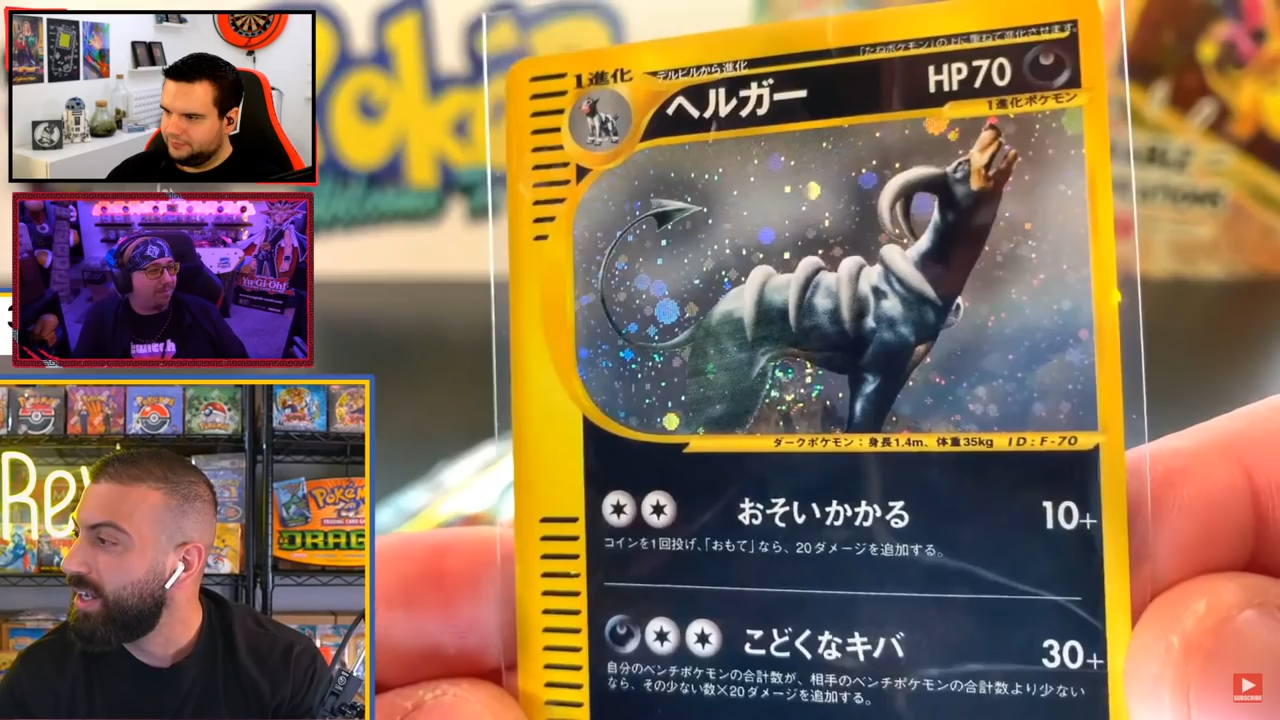 「たねポケモン」の上に重ねて進化させます。
1進化
デルビルから進化
ヘルガー
HP70
1進化ポケモン
ダークポケモン：身長1.4m、体重35kg ID：F-70
おそいかかる
10+
コインを1回投げ、「おもて」なら、20ダメージを追加する。
こどくなキバ
30+
自分のベンチポケモンの合計数が、相手のベンチポケモンの合計数より少ない
なら、その少ない数×20ダメージを追加する。
Yu-Gi-Oh!
twitch
Re
POKéMON
DRAG
SUBSCRIBE